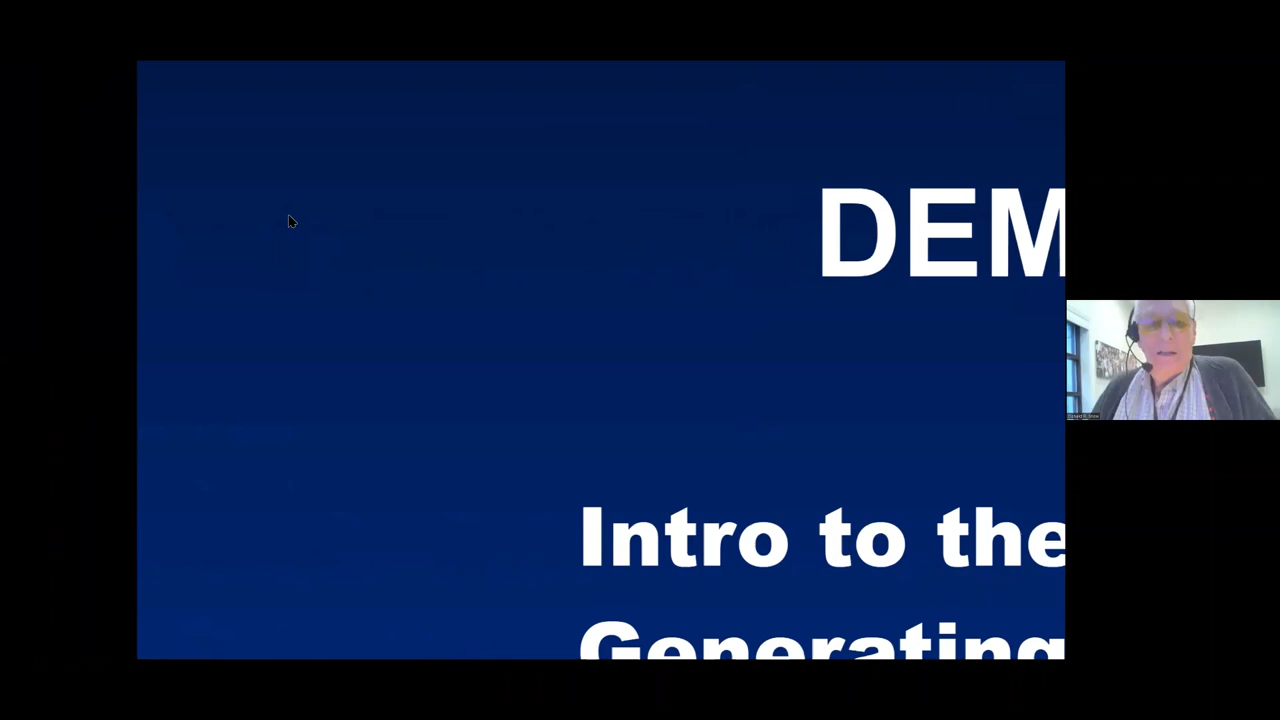 DEM
Intro to the
Generating